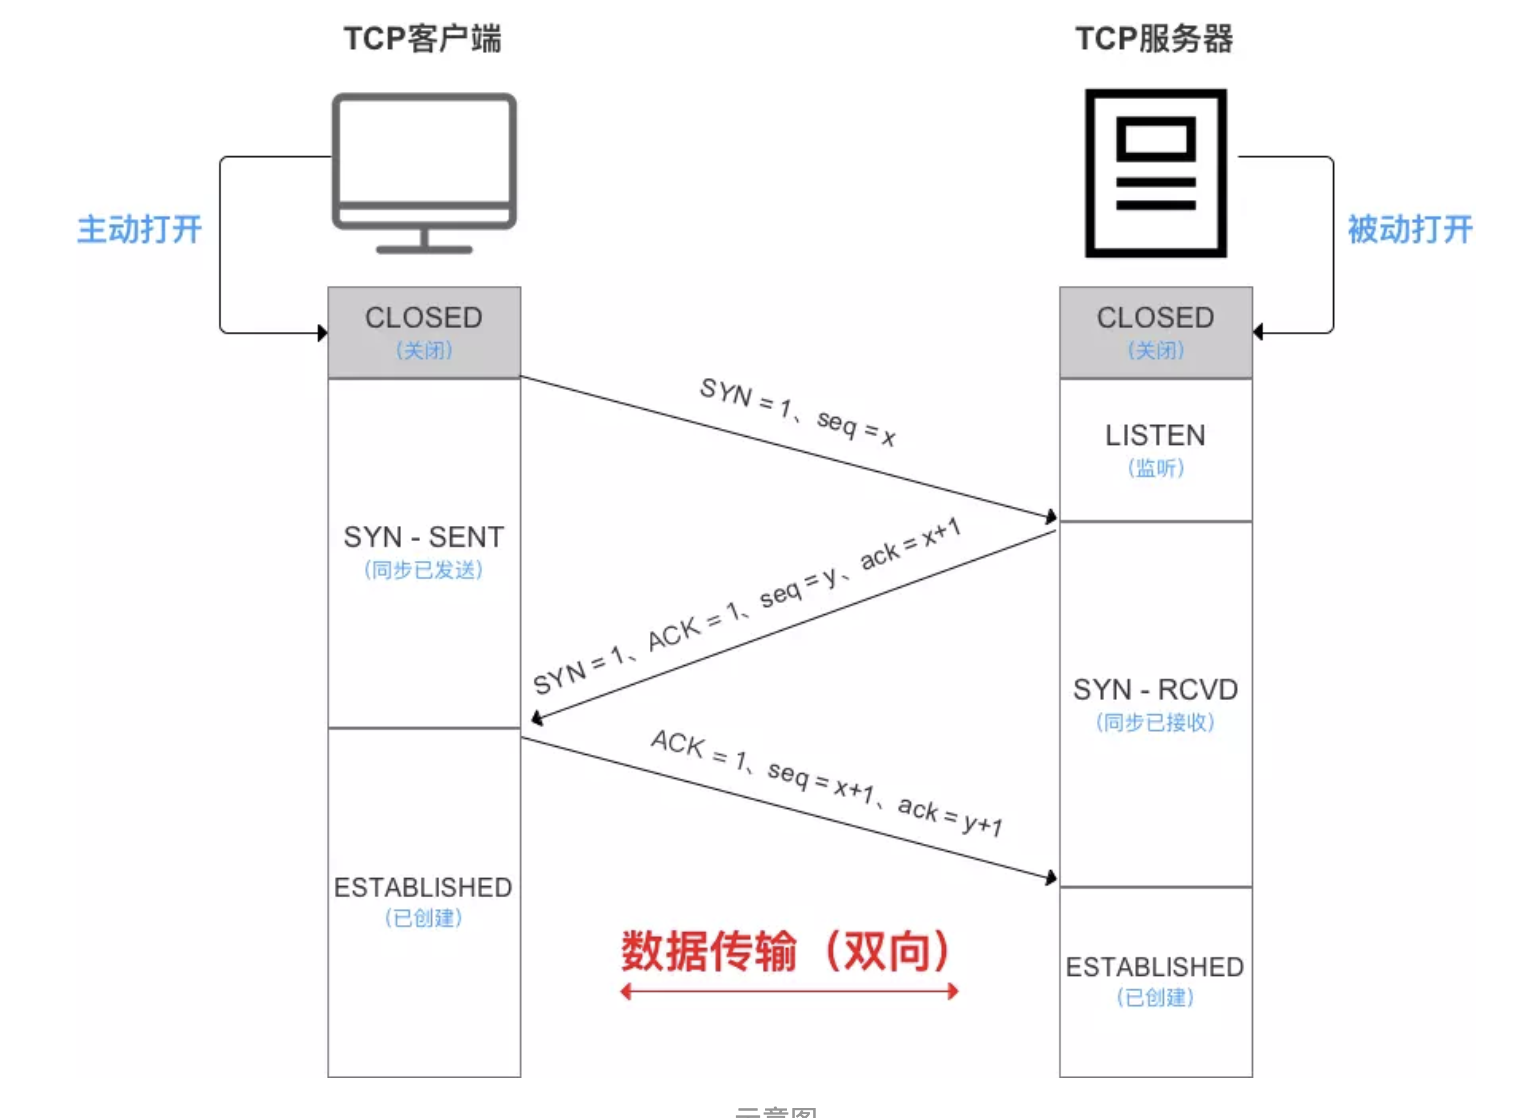 TCP客户端
TCP服务器
主动打开
被动打开
CLOSED
（关闭）
CLOSED
（关闭）
SYN = 1、seq = x
LISTEN
（监听）
SYN - SENT
（同步已发送）
SYN = 1、ACK = 1、seq = y、ack = x+1
SYN - RCVD
（同步已接收）
ACK = 1、seq = x+1、ack = y+1
ESTABLISHED
（已创建）
数据传输（双向）
ESTABLISHED
（已创建）
示意图